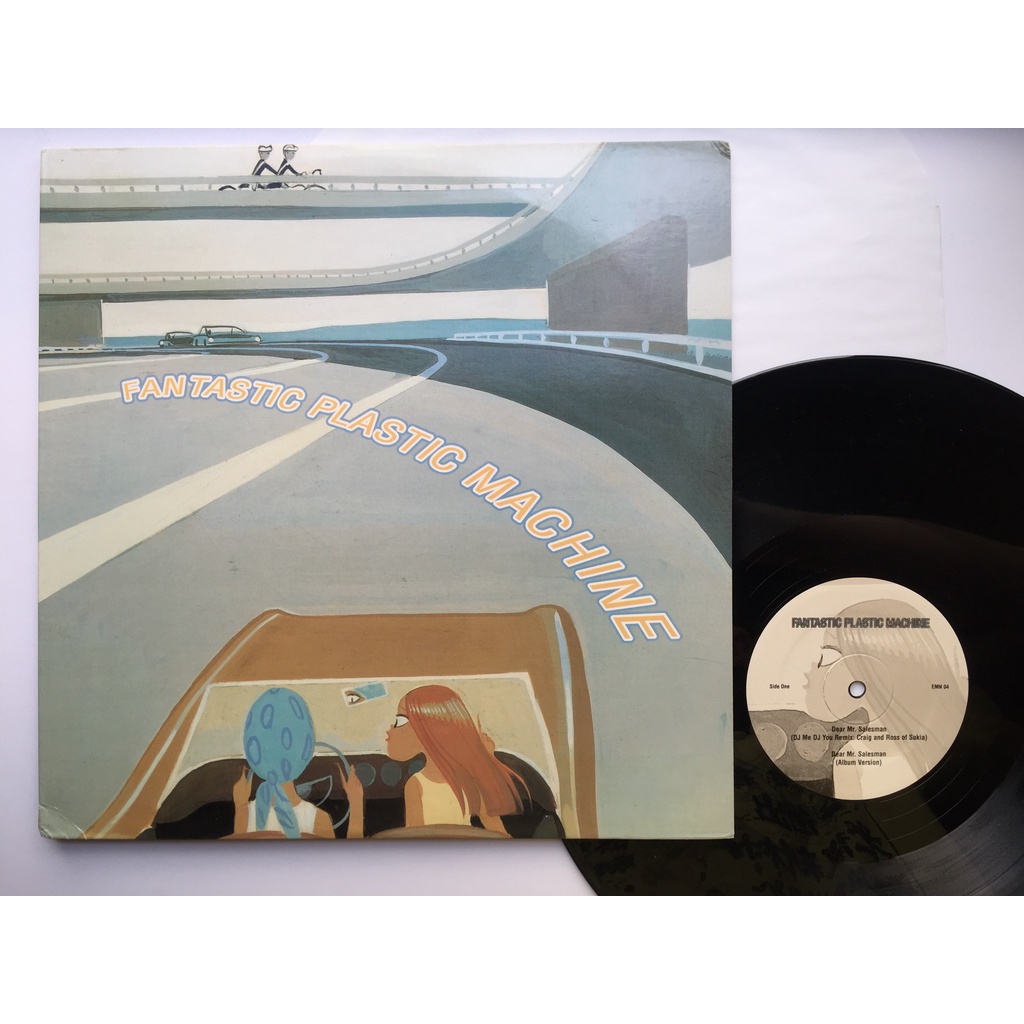 FANTASTIC PLASTIC MACHINE
FANTASTIC PLASTIC MACHINE
Side One
EMN 04
Dear Mr. Salesman
(DJ Me DJ You Remix: Craig and Ross of Sukia)
Dear Mr. Salesman
(Album Version)